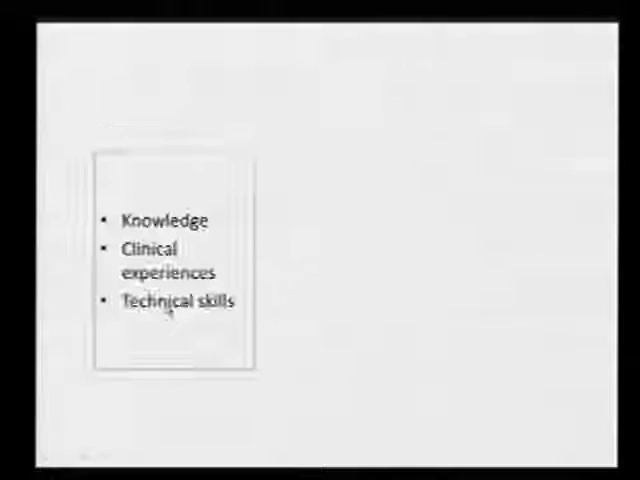 • Knowledge
• Clinical
experiences
• Technical skills